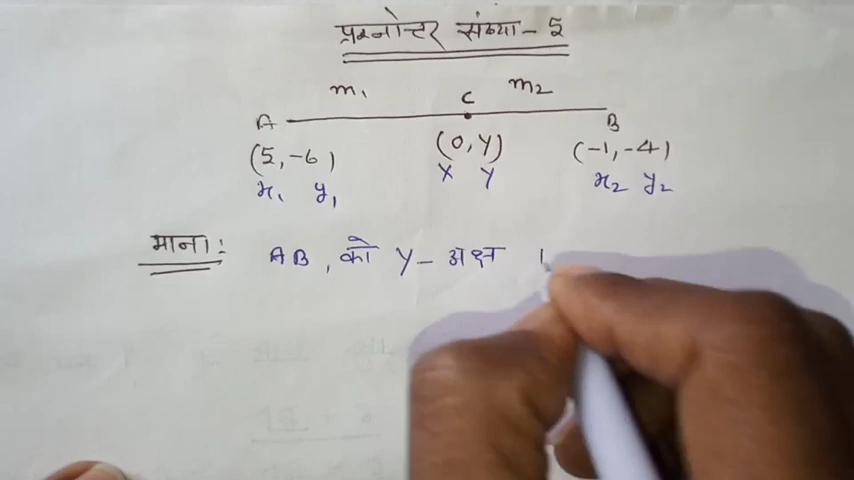 प्रश्नोत्तर संख्या - 5
m₁ m₂
A C B
(5, -6) (0, y) (-1, -4)
x₁ y₁ x y x₂ y₂
माना: AB, को y - अक्ष